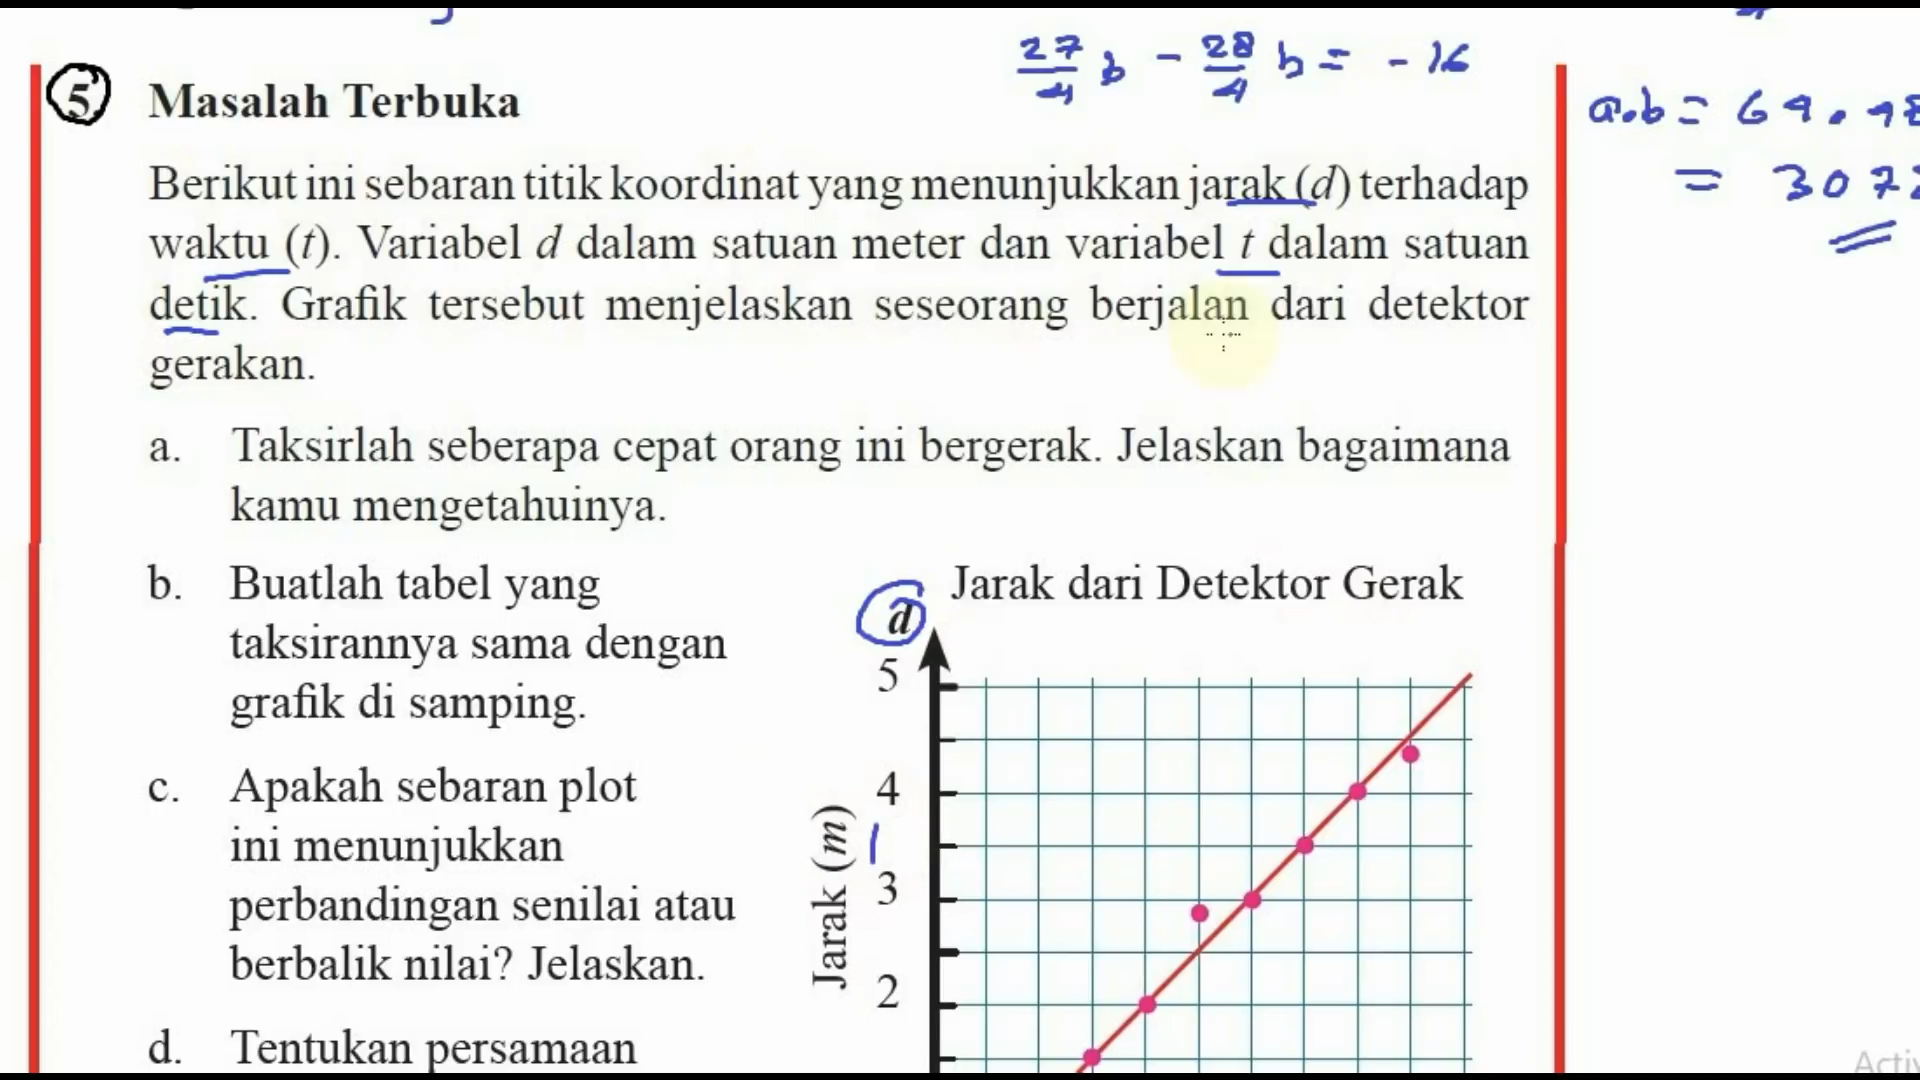 27/4 b - 28/4 b = - 16
5 Masalah Terbuka
a.b = 64.48
= 307
Berikut ini sebaran titik koordinat yang menunjukkan jarak (d) terhadap
waktu (t). Variabel d dalam satuan meter dan variabel t dalam satuan
detik. Grafik tersebut menjelaskan seseorang berjalan dari detektor
gerakan.
a. Taksirlah seberapa cepat orang ini bergerak. Jelaskan bagaimana
kamu mengetahuinya.
b. Buatlah tabel yang
taksirannya sama dengan
grafik di samping.
c. Apakah sebaran plot
ini menunjukkan
perbandingan senilai atau
berbalik nilai? Jelaskan.
d. Tentukan persamaan
Jarak dari Detektor Gerak
d
5
4
3
2
Jarak (m)